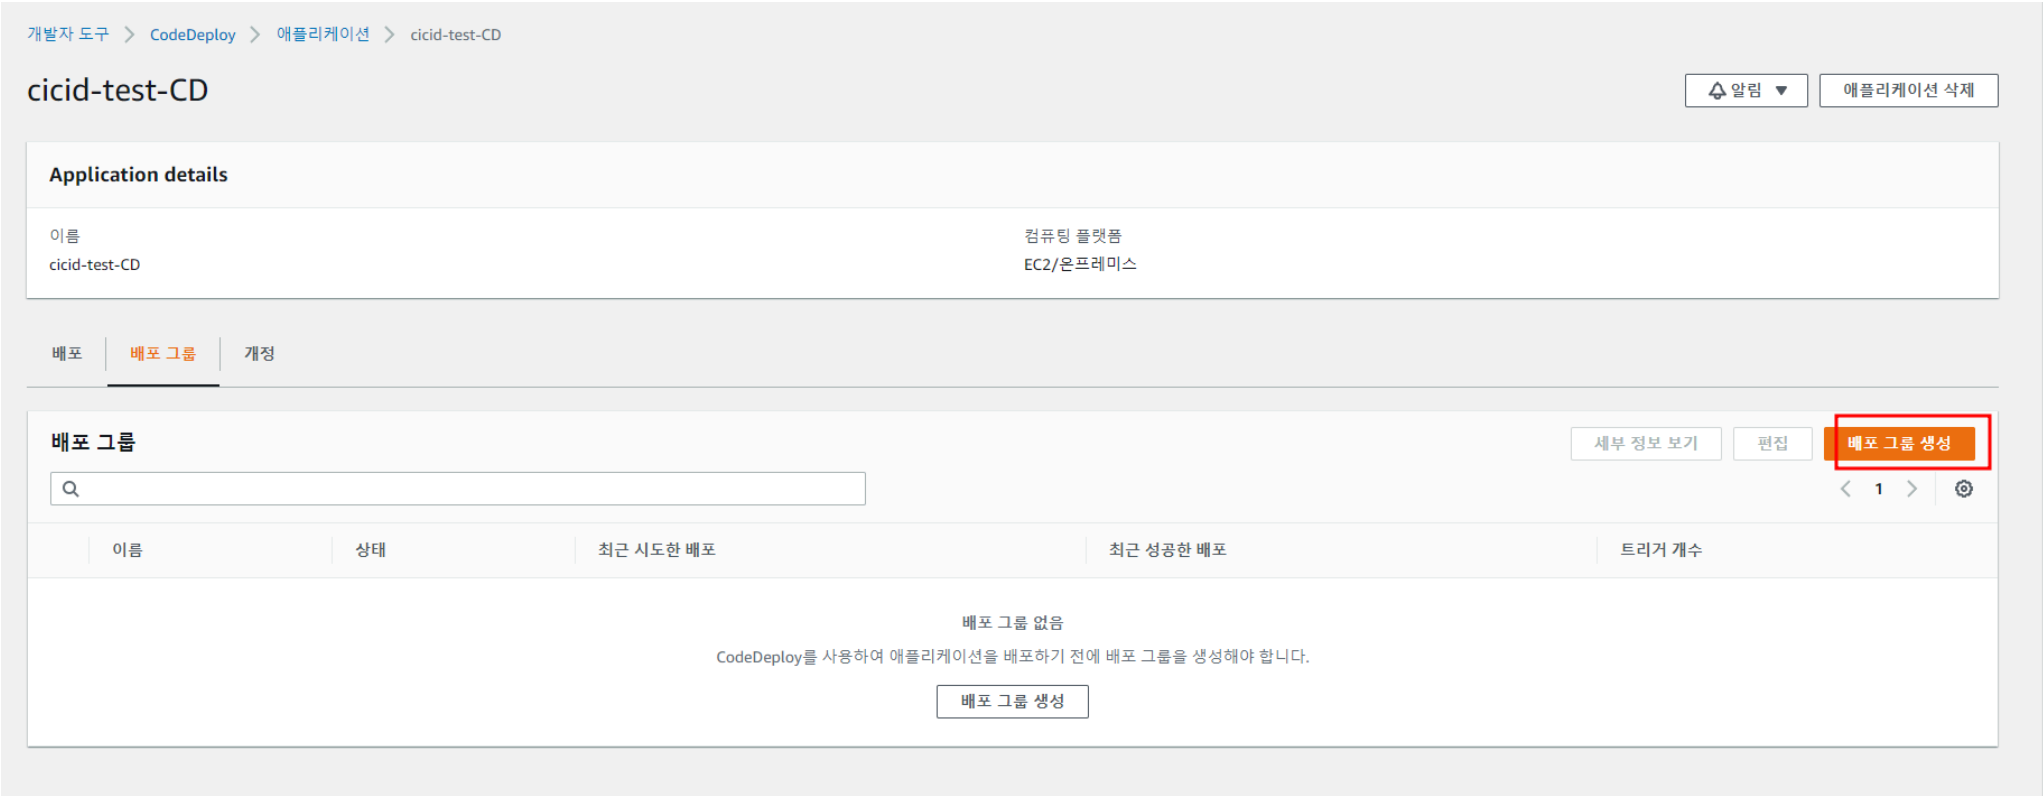 개발자 도구 > CodeDeploy > 애플리케이션 > cicid-test-CD
cicid-test-CD
알림 ▼
애플리케이션 삭제
Application details
이름
컴퓨팅 플랫폼
cicid-test-CD
EC2/온프레미스
배포
배포 그룹
개정
배포 그룹
세부 정보 보기
편집
배포 그룹 생성
< 1 >
이름
상태
최근 시도한 배포
최근 성공한 배포
트리거 개수
배포 그룹 없음
CodeDeploy를 사용하여 애플리케이션을 배포하기 전에 배포 그룹을 생성해야 합니다.
배포 그룹 생성